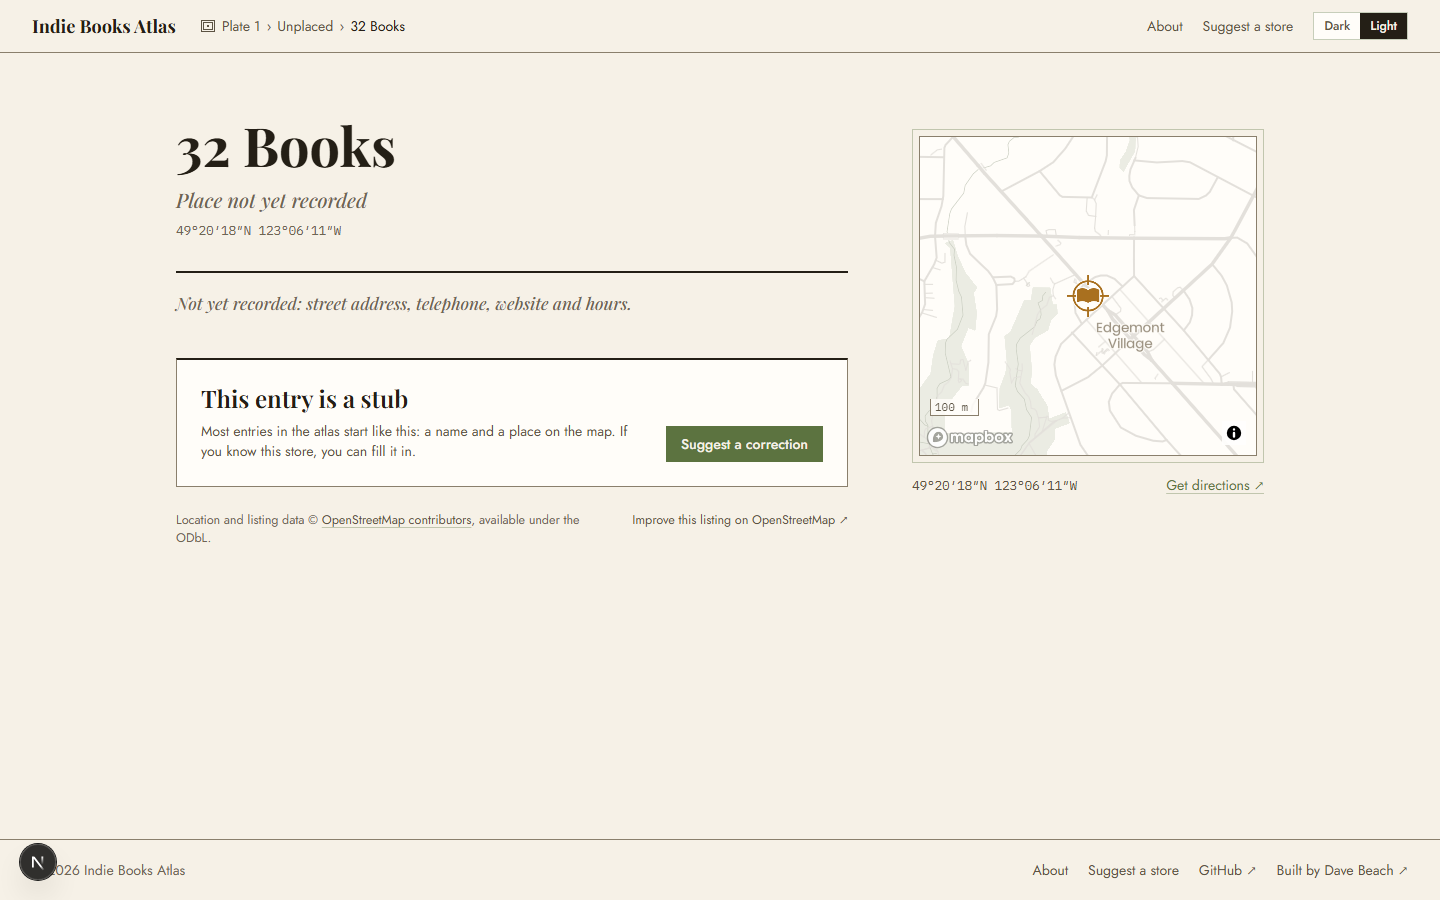 Indie Books Atlas
Plate 1 › Unplaced › 32 Books
About
Suggest a store
Dark
Light
32 Books
Place not yet recorded
49°20′18″N 123°06′11″W
Not yet recorded: street address, telephone, website and hours.
This entry is a stub
Most entries in the atlas start like this: a name and a place on the map. If
you know this store, you can fill it in.
Suggest a correction
Location and listing data © OpenStreetMap contributors, available under the
ODbL.
Improve this listing on OpenStreetMap ↗
Edgemont
Village
100 m
mapbox
49°20′18″N 123°06′11″W
Get directions ↗
N
2026 Indie Books Atlas
About
Suggest a store
GitHub ↗
Built by Dave Beach ↗